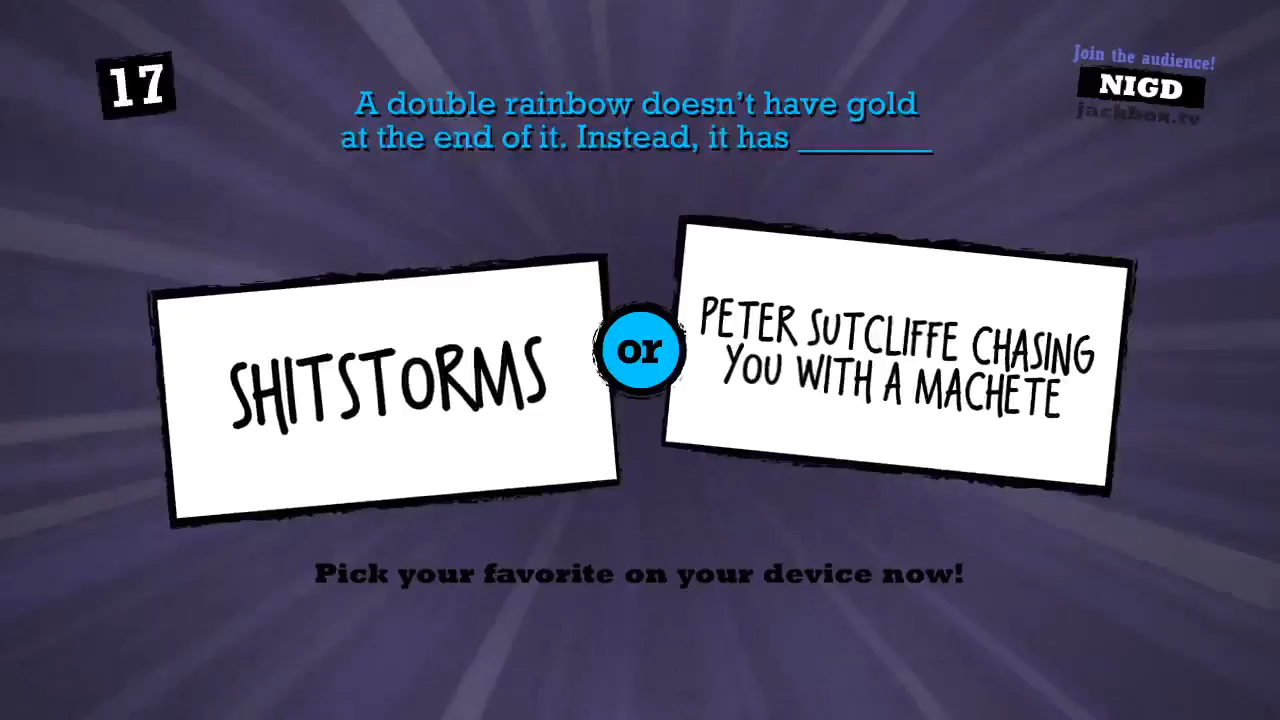 17
Join the audience!
NIGD
jackbox.tv
A double rainbow doesn't have gold
at the end of it. Instead, it has ________
SHITSTORMS
or
PETER SUTCLIFFE CHASING
YOU WITH A MACHETE
Pick your favorite on your device now!